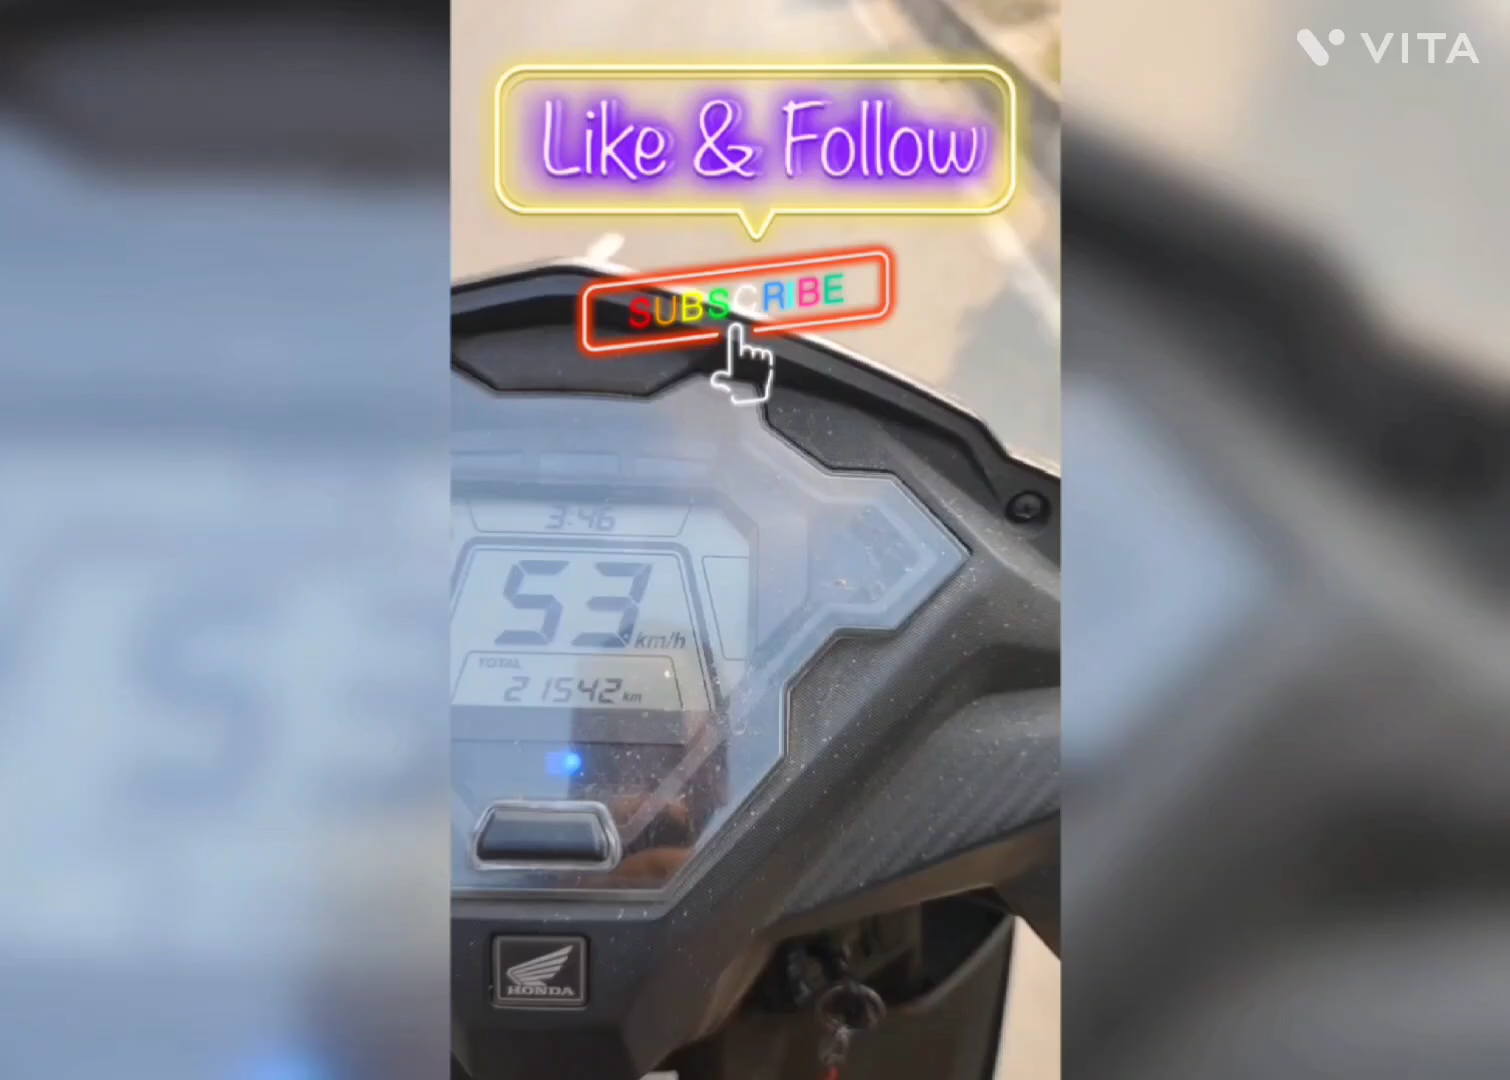 VITA
Like & Follow
SUBSCRIBE
3:46
53 km/h
TOTAL
21542 km
HONDA